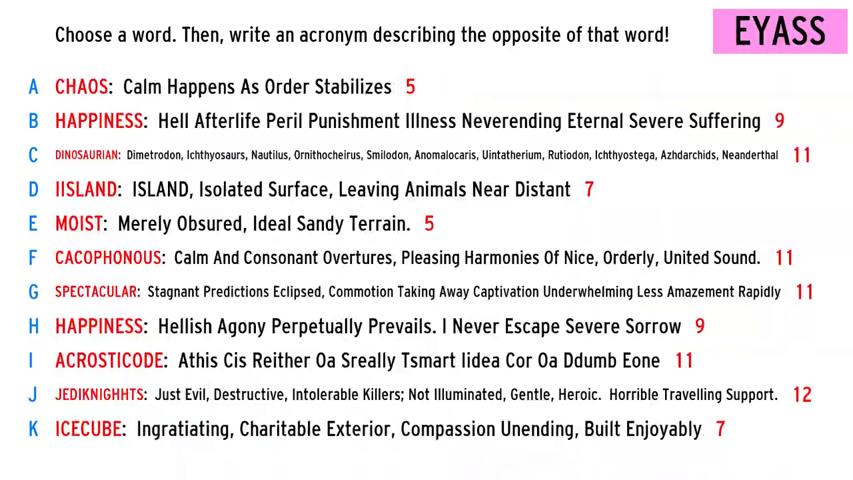 Choose a word. Then, write an acronym describing the opposite of that word!
EYASS
A CHAOS: Calm Happens As Order Stabilizes 5
B HAPPINESS: Hell Afterlife Peril Punishment Illness Neverending Eternal Severe Suffering 9
C DINOSAURIAN: Dimetrodon, Ichthyosaurs, Nautilus, Ornithocheirus, Smilodon, Anomalocaris, Uintatherium, Rutiodon, Ichthyostega, Azhdarchids, Neanderthal 11
D IISLAND: ISLAND, Isolated Surface, Leaving Animals Near Distant 7
E MOIST: Merely Obsured, Ideal Sandy Terrain. 5
F CACOPHONOUS: Calm And Consonant Overtures, Pleasing Harmonies Of Nice, Orderly, United Sound. 11
G SPECTACULAR: Stagnant Predictions Eclipsed, Commotion Taking Away Captivation Underwhelming Less Amazement Rapidly 11
H HAPPINESS: Hellish Agony Perpetually Prevails. I Never Escape Severe Sorrow 9
I ACROSTICODE: Athis Cis Reither Oa Sreally Tsmart Iidea Cor Oa Ddumb Eone 11
J JEDIKNIGHHTS: Just Evil, Destructive, Intolerable Killers; Not Illuminated, Gentle, Heroic. Horrible Travelling Support. 12
K ICECUBE: Ingratiating, Charitable Exterior, Compassion Unending, Built Enjoyably 7